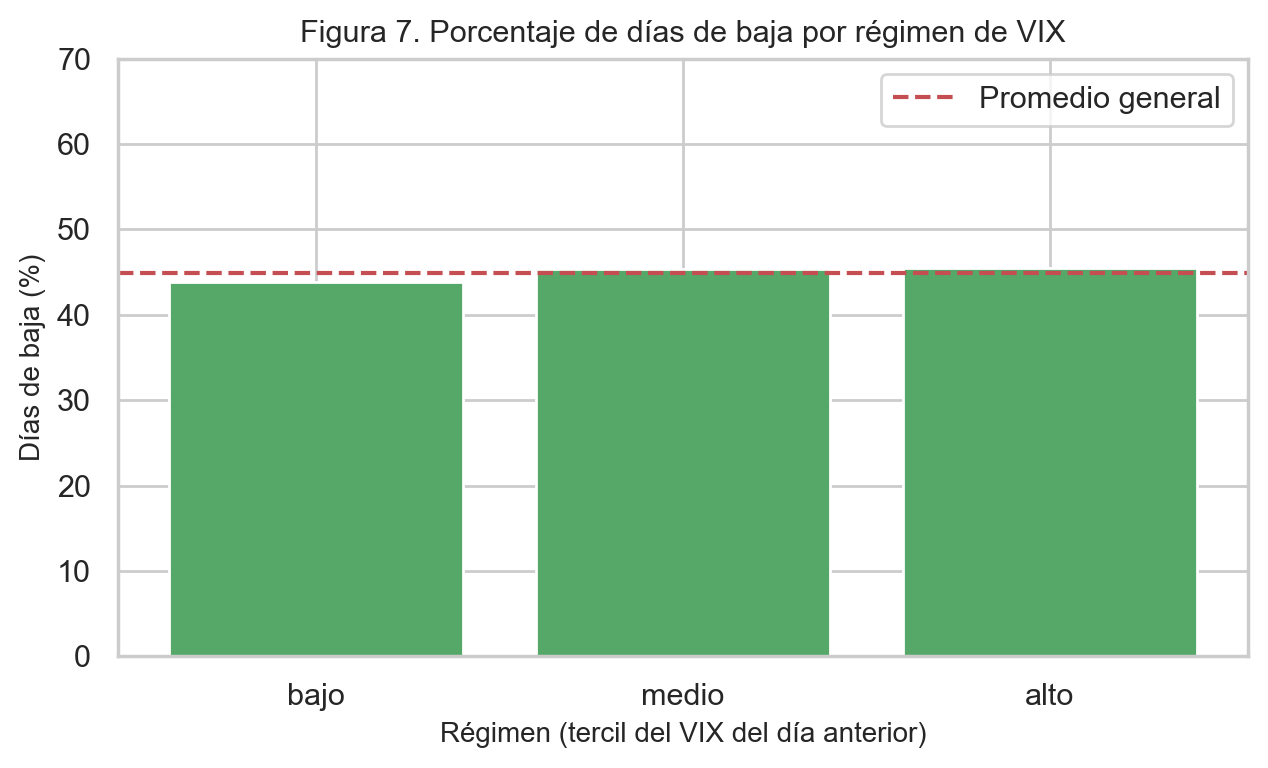 Figura 7. Porcentaje de días de baja por régimen de VIX
Promedio general
Días de baja (%)
70
60
50
40
30
20
10
0
bajo medio alto
Régimen (tercil del VIX del día anterior)